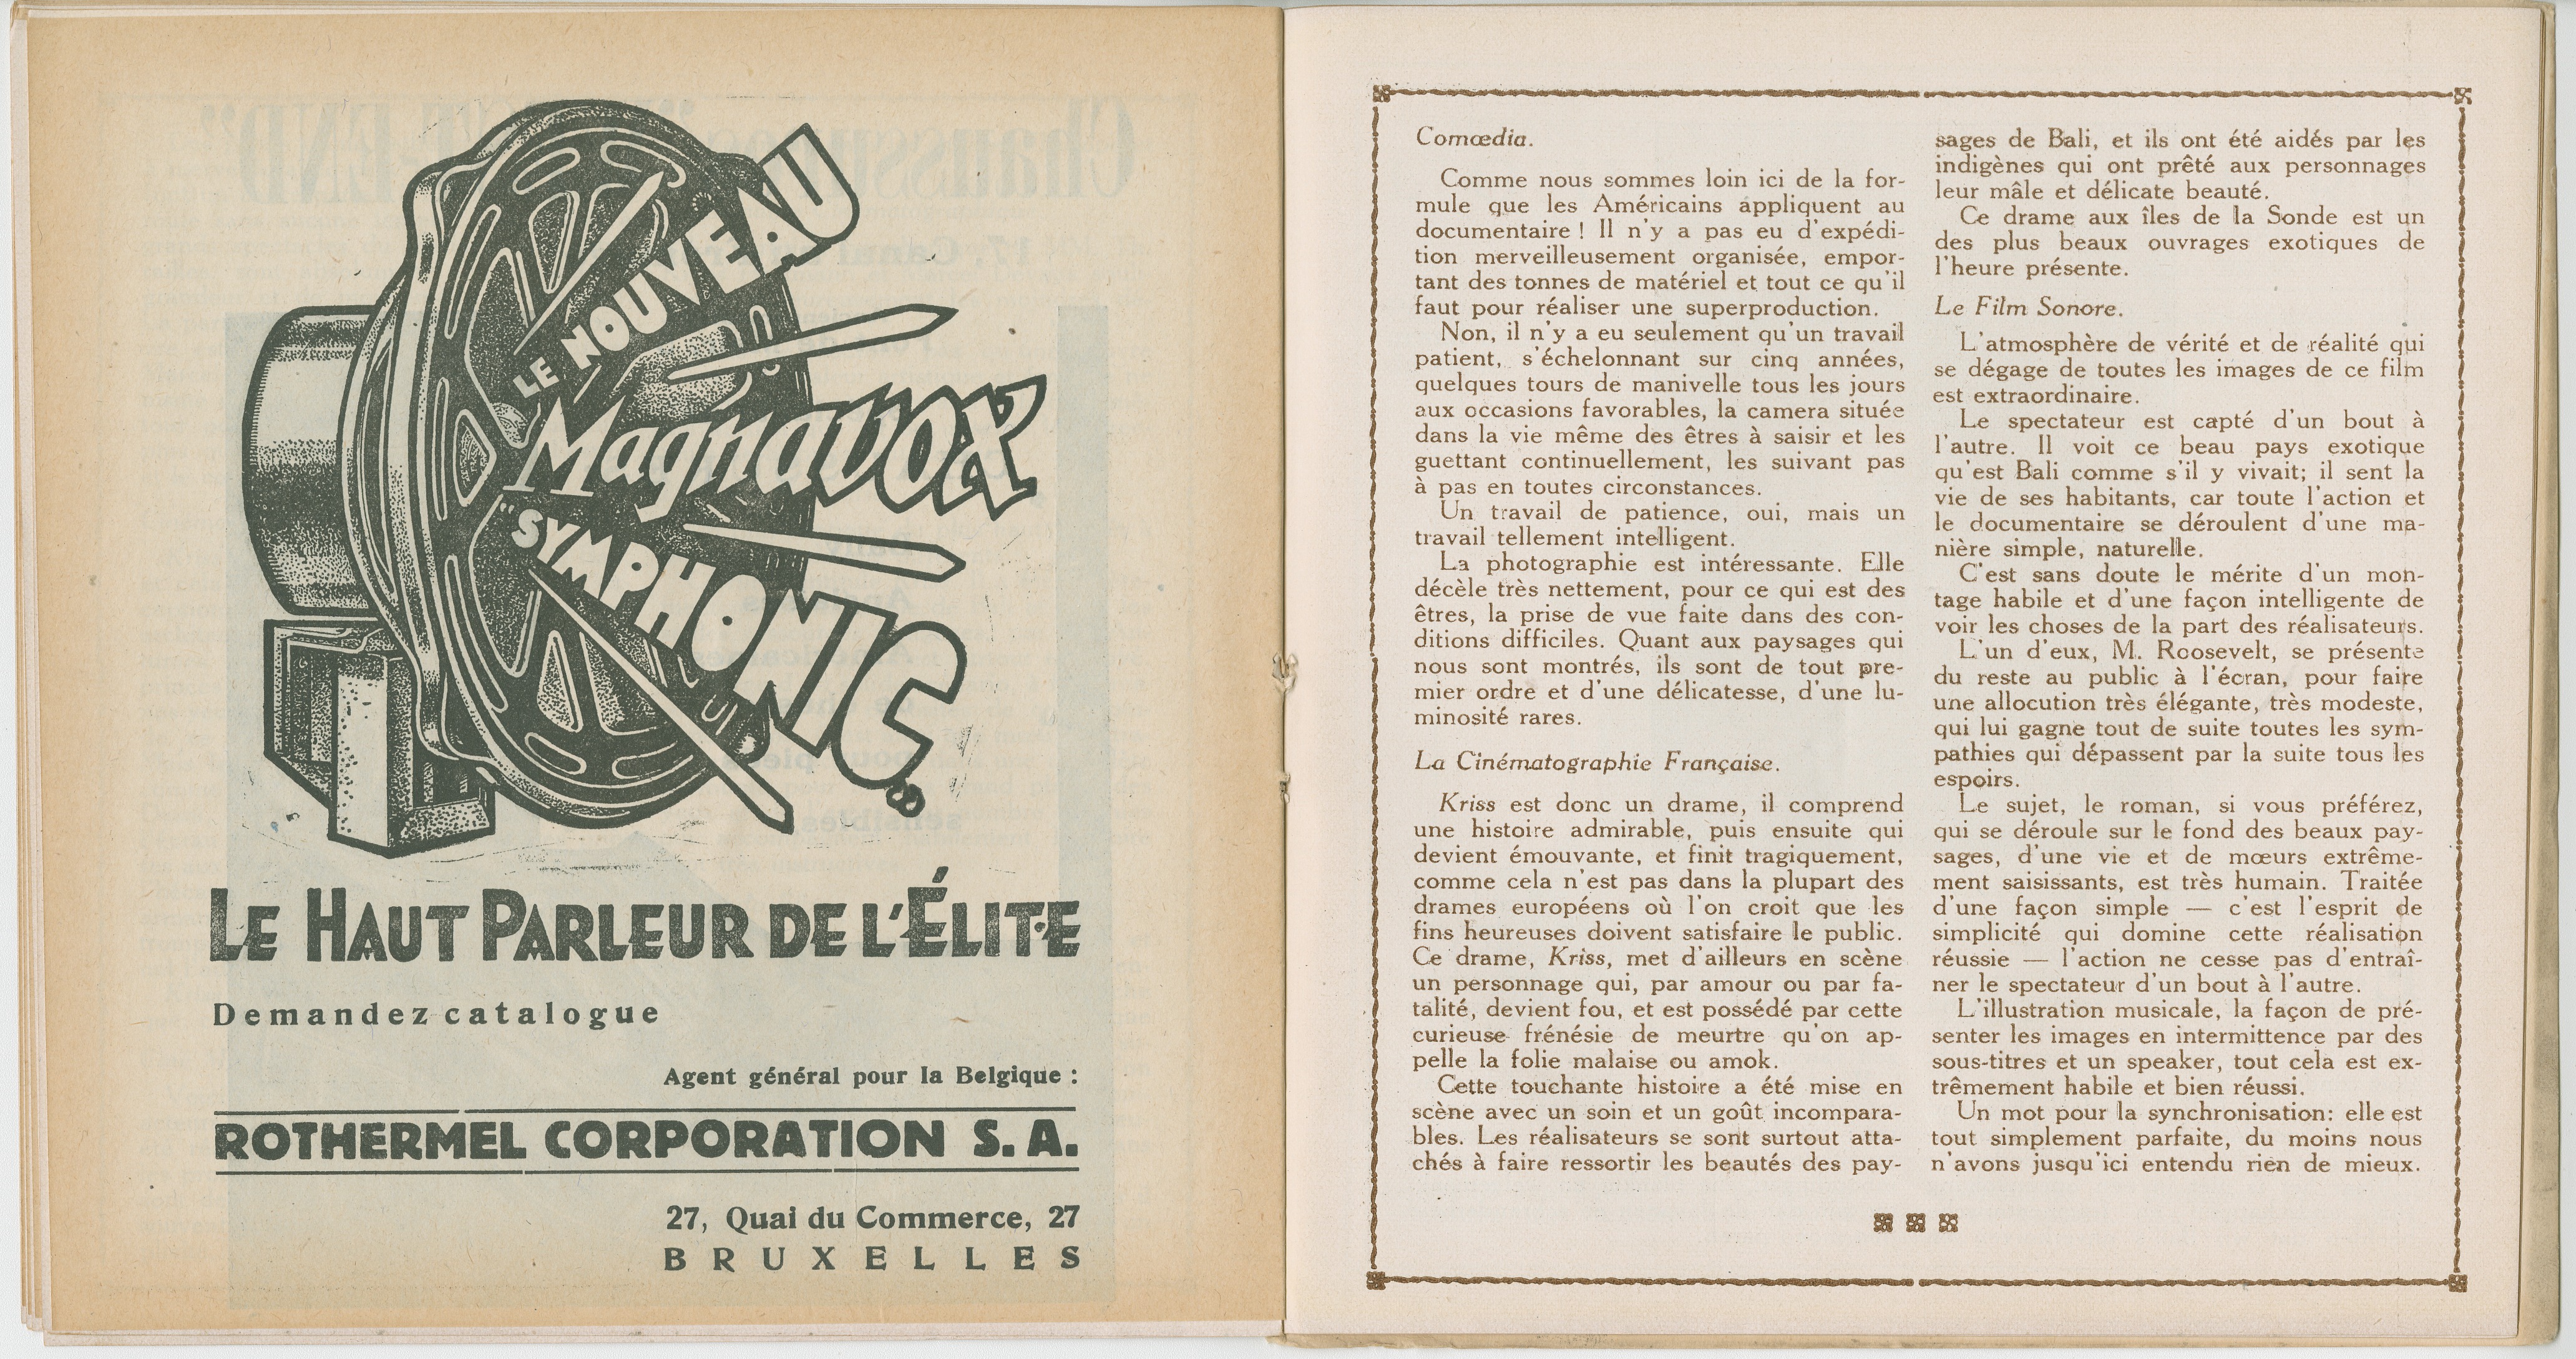 LE NOUVEAU
Magnavox
"SYMPHONIC
LE HAUT PARLEUR DE L'ÉLITE
Demandez catalogue
Agent général pour la Belgique :
ROTHERMEL CORPORATION S. A.
27, Quai du Commerce, 27
BRUXELLES
Comœdia.
Comme nous sommes loin ici de la for-
mule que les Américains appliquent au
documentaire ! Il n'y a pas eu d'expédi-
tion merveilleusement organisée, empor-
tant des tonnes de matériel et tout ce qu'il
faut pour réaliser une superproduction.
Non, il n'y a eu seulement qu'un travail
patient, s'échelonnant sur cinq années,
quelques tours de manivelle tous les jours
aux occasions favorables, la camera située
dans la vie même des êtres à saisir et les
guettant continuellement, les suivant pas
à pas en toutes circonstances.
Un travail de patience, oui, mais un
travail tellement intelligent.
La photographie est intéressante. Elle
décèle très nettement, pour ce qui est des
êtres, la prise de vue faite dans des con-
ditions difficiles. Quant aux paysages qui
nous sont montrés, ils sont de tout pre-
mier ordre et d'une délicatesse, d'une lu-
minosité rares.
La Cinématographie Française.
Kriss est donc un drame, il comprend
une histoire admirable, puis ensuite qui
devient émouvante, et finit tragiquement,
comme cela n'est pas dans la plupart des
drames européens où l'on croit que les
fins heureuses doivent satisfaire le public.
Ce drame, Kriss, met d'ailleurs en scène
un personnage qui, par amour ou par fa-
talité, devient fou, et est possédé par cette
curieuse frénésie de meurtre qu'on ap-
pelle la folie malaise ou amok.
Cette touchante histoire a été mise en
scène avec un soin et un goût incompara-
bles. Les réalisateurs se sont surtout atta-
chés à faire ressortir les beautés des pay-
sages de Bali, et ils ont été aidés par les
indigènes qui ont prêté aux personnages
leur mâle et délicate beauté.
Ce drame aux îles de la Sonde est un
des plus beaux ouvrages exotiques de
l'heure présente.
Le Film Sonore.
L'atmosphère de vérité et de réalité qui
se dégage de toutes les images de ce film
est extraordinaire.
Le spectateur est capté d'un bout à
l'autre. Il voit ce beau pays exotique
qu'est Bali comme s'il y vivait; il sent la
vie de ses habitants, car toute l'action et
le documentaire se déroulent d'une ma-
nière simple, naturelle.
C'est sans doute le mérite d'un mon-
tage habile et d'une façon intelligente de
voir les choses de la part des réalisateurs.
L'un d'eux, M. Roosevelt, se présente
du reste au public à l'écran, pour faire
une allocution très élégante, très modeste,
qui lui gagne tout de suite toutes les sym-
pathies qui dépassent par la suite tous les
espoirs.
Le sujet, le roman, si vous préférez,
qui se déroule sur le fond des beaux pay-
sages, d'une vie et de mœurs extrême-
ment saisissants, est très humain. Traitée
d'une façon simple — c'est l'esprit de
simplicité qui domine cette réalisation
réussie — l'action ne cesse pas d'entraî-
ner le spectateur d'un bout à l'autre.
L'illustration musicale, la façon de pré-
senter les images en intermittence par des
sous-titres et un speaker, tout cela est ex-
trêmement habile et bien réussi.
Un mot pour la synchronisation: elle est
tout simplement parfaite, du moins nous
n'avons jusqu'ici entendu rien de mieux.